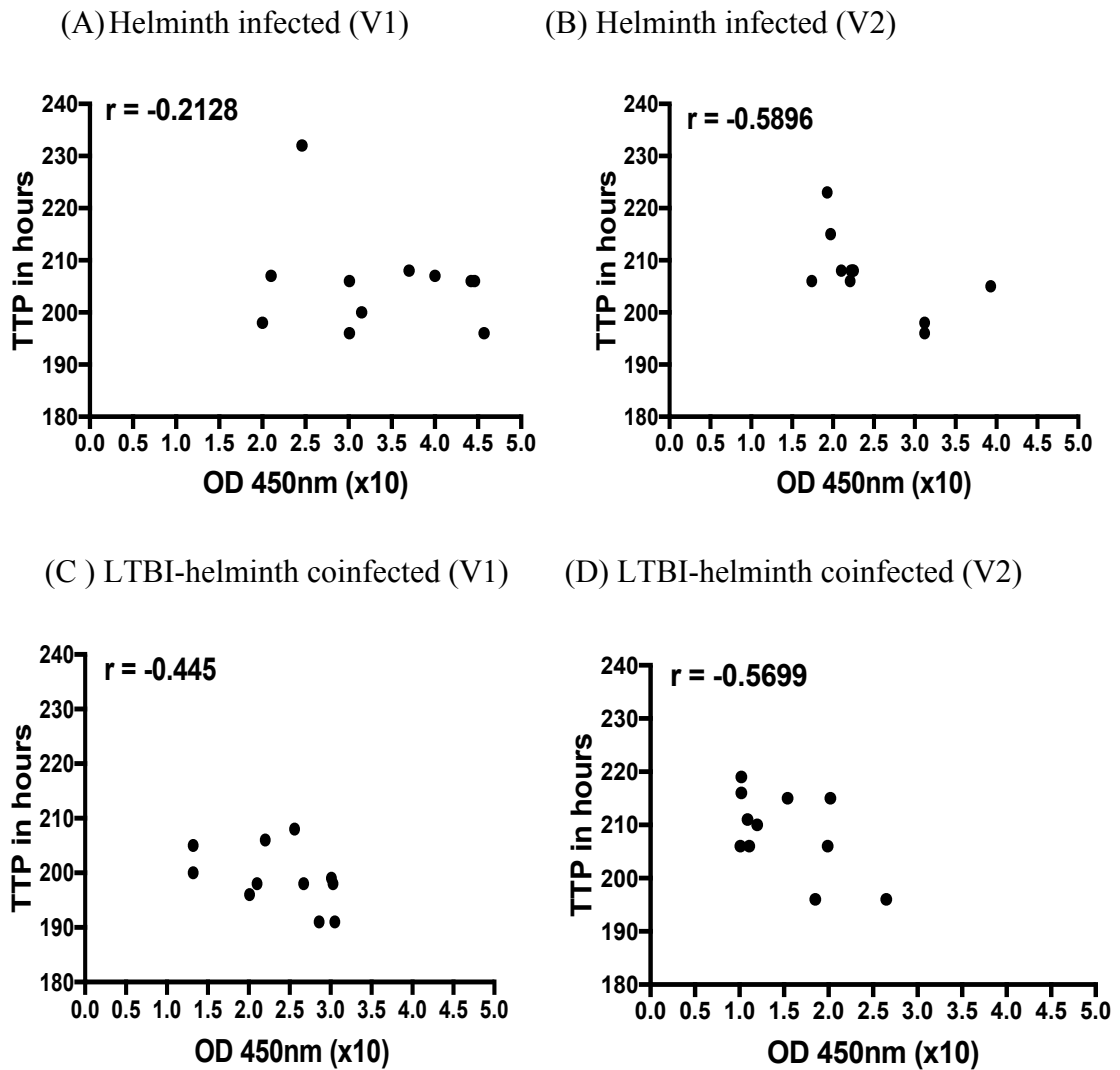 (A) Helminth infected (V1)
(B) Helminth infected (V2)
r = -0.2128
240
230
220
210
200
190
180
TTP in hours
0.0 0.5 1.0 1.5 2.0 2.5 3.0 3.5 4.0 4.5 5.0
OD 450nm (x10)
r = -0.5896
240
230
220
210
200
190
180
TTP in hours
0.0 0.5 1.0 1.5 2.0 2.5 3.0 3.5 4.0 4.5 5.0
OD 450nm (x10)
(C ) LTBI-helminth coinfected (V1)
(D) LTBI-helminth coinfected (V2)
r = -0.445
240
230
220
210
200
190
180
TTP in hours
0.0 0.5 1.0 1.5 2.0 2.5 3.0 3.5 4.0 4.5 5.0
OD 450nm (x10)
r = -0.5699
240
230
220
210
200
190
180
TTP in hours
0.0 0.5 1.0 1.5 2.0 2.5 3.0 3.5 4.0 4.5 5.0
OD 450nm (x10)